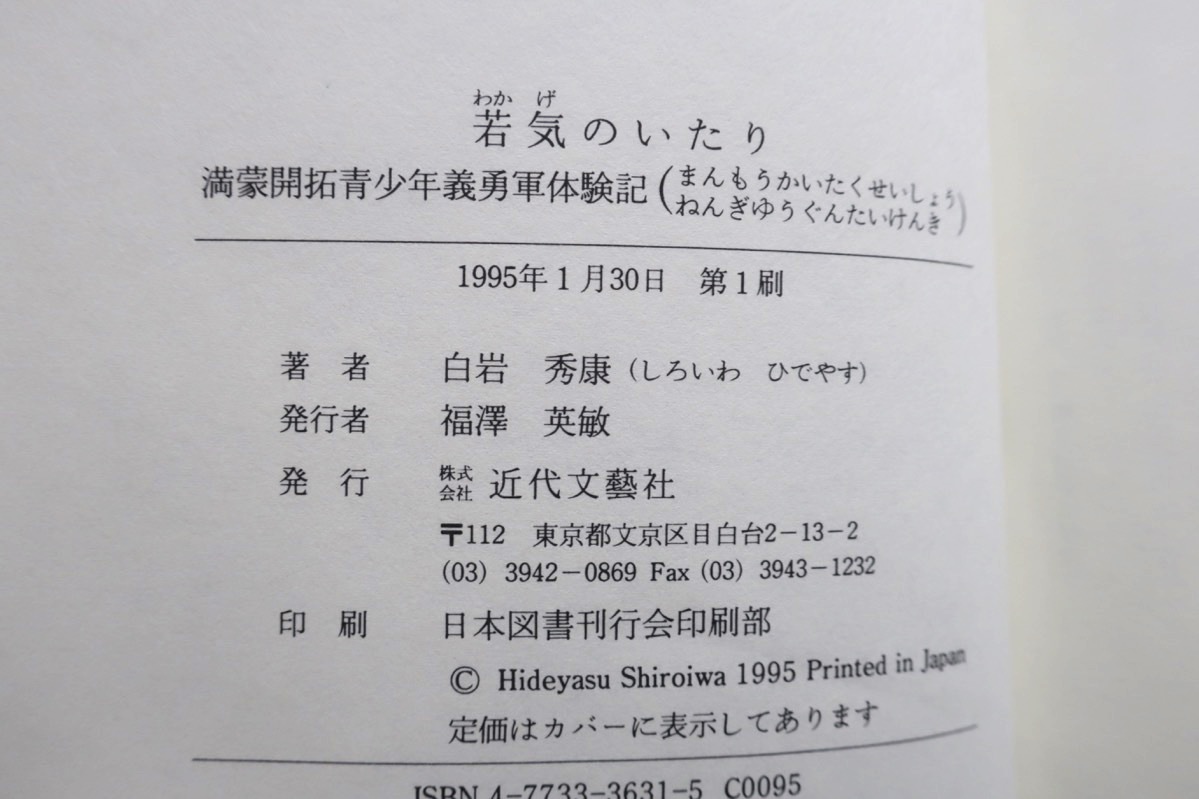 わかげ
若気のいたり
満蒙開拓青少年義勇軍体験記(まんもうかいたくせいしょう
ねんぎゆうぐんたいけんき)
1995年1月30日 第1刷
著者 白岩 秀康(しろいわ ひでやす)
発行者 福澤 英敏
発行 株式会社 近代文藝社
〒112 東京都文京区目白台2-13-2
(03) 3942-0869 Fax (03) 3943-1232
印刷 日本図書刊行会印刷部
© Hideyasu Shiroiwa 1995 Printed in Japan
定価はカバーに表示してあります
ISBN 4-7733-3631-5 C0095